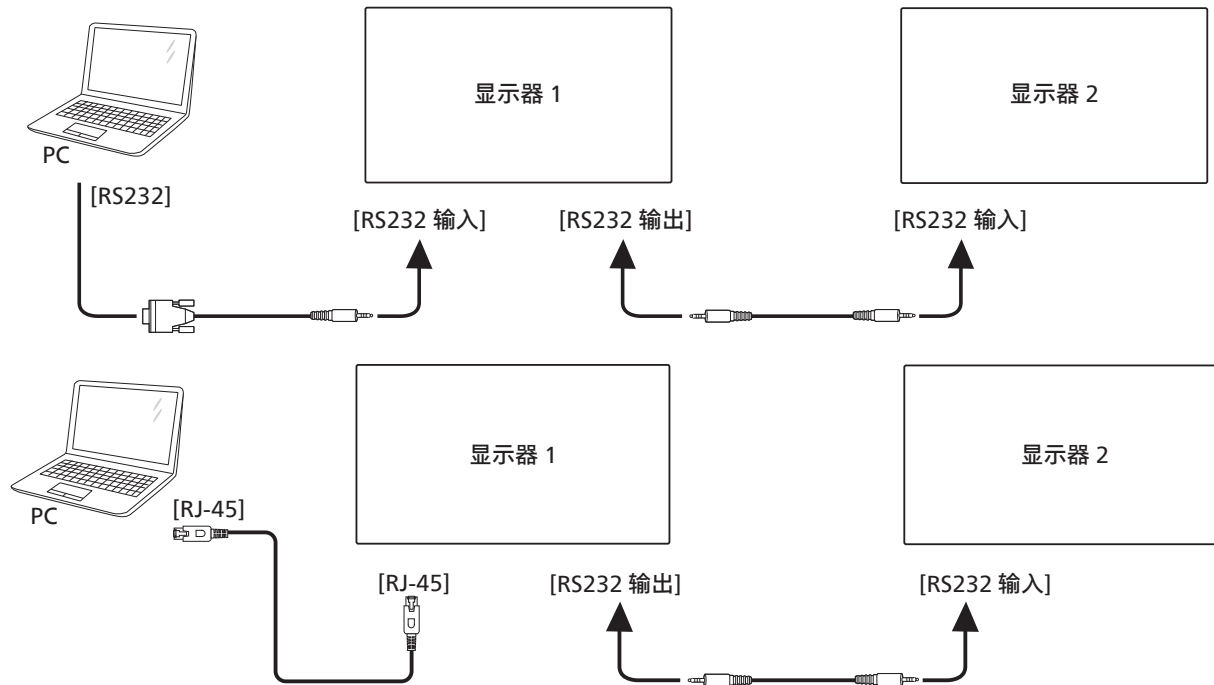 显示器 1
显示器 2
PC
[RS232]
[RS232 输入]
[RS232 输出]
[RS232 输入]
显示器 1
显示器 2
PC
[RJ-45]
[RJ-45]
[RS232 输出]
[RS232 输入]